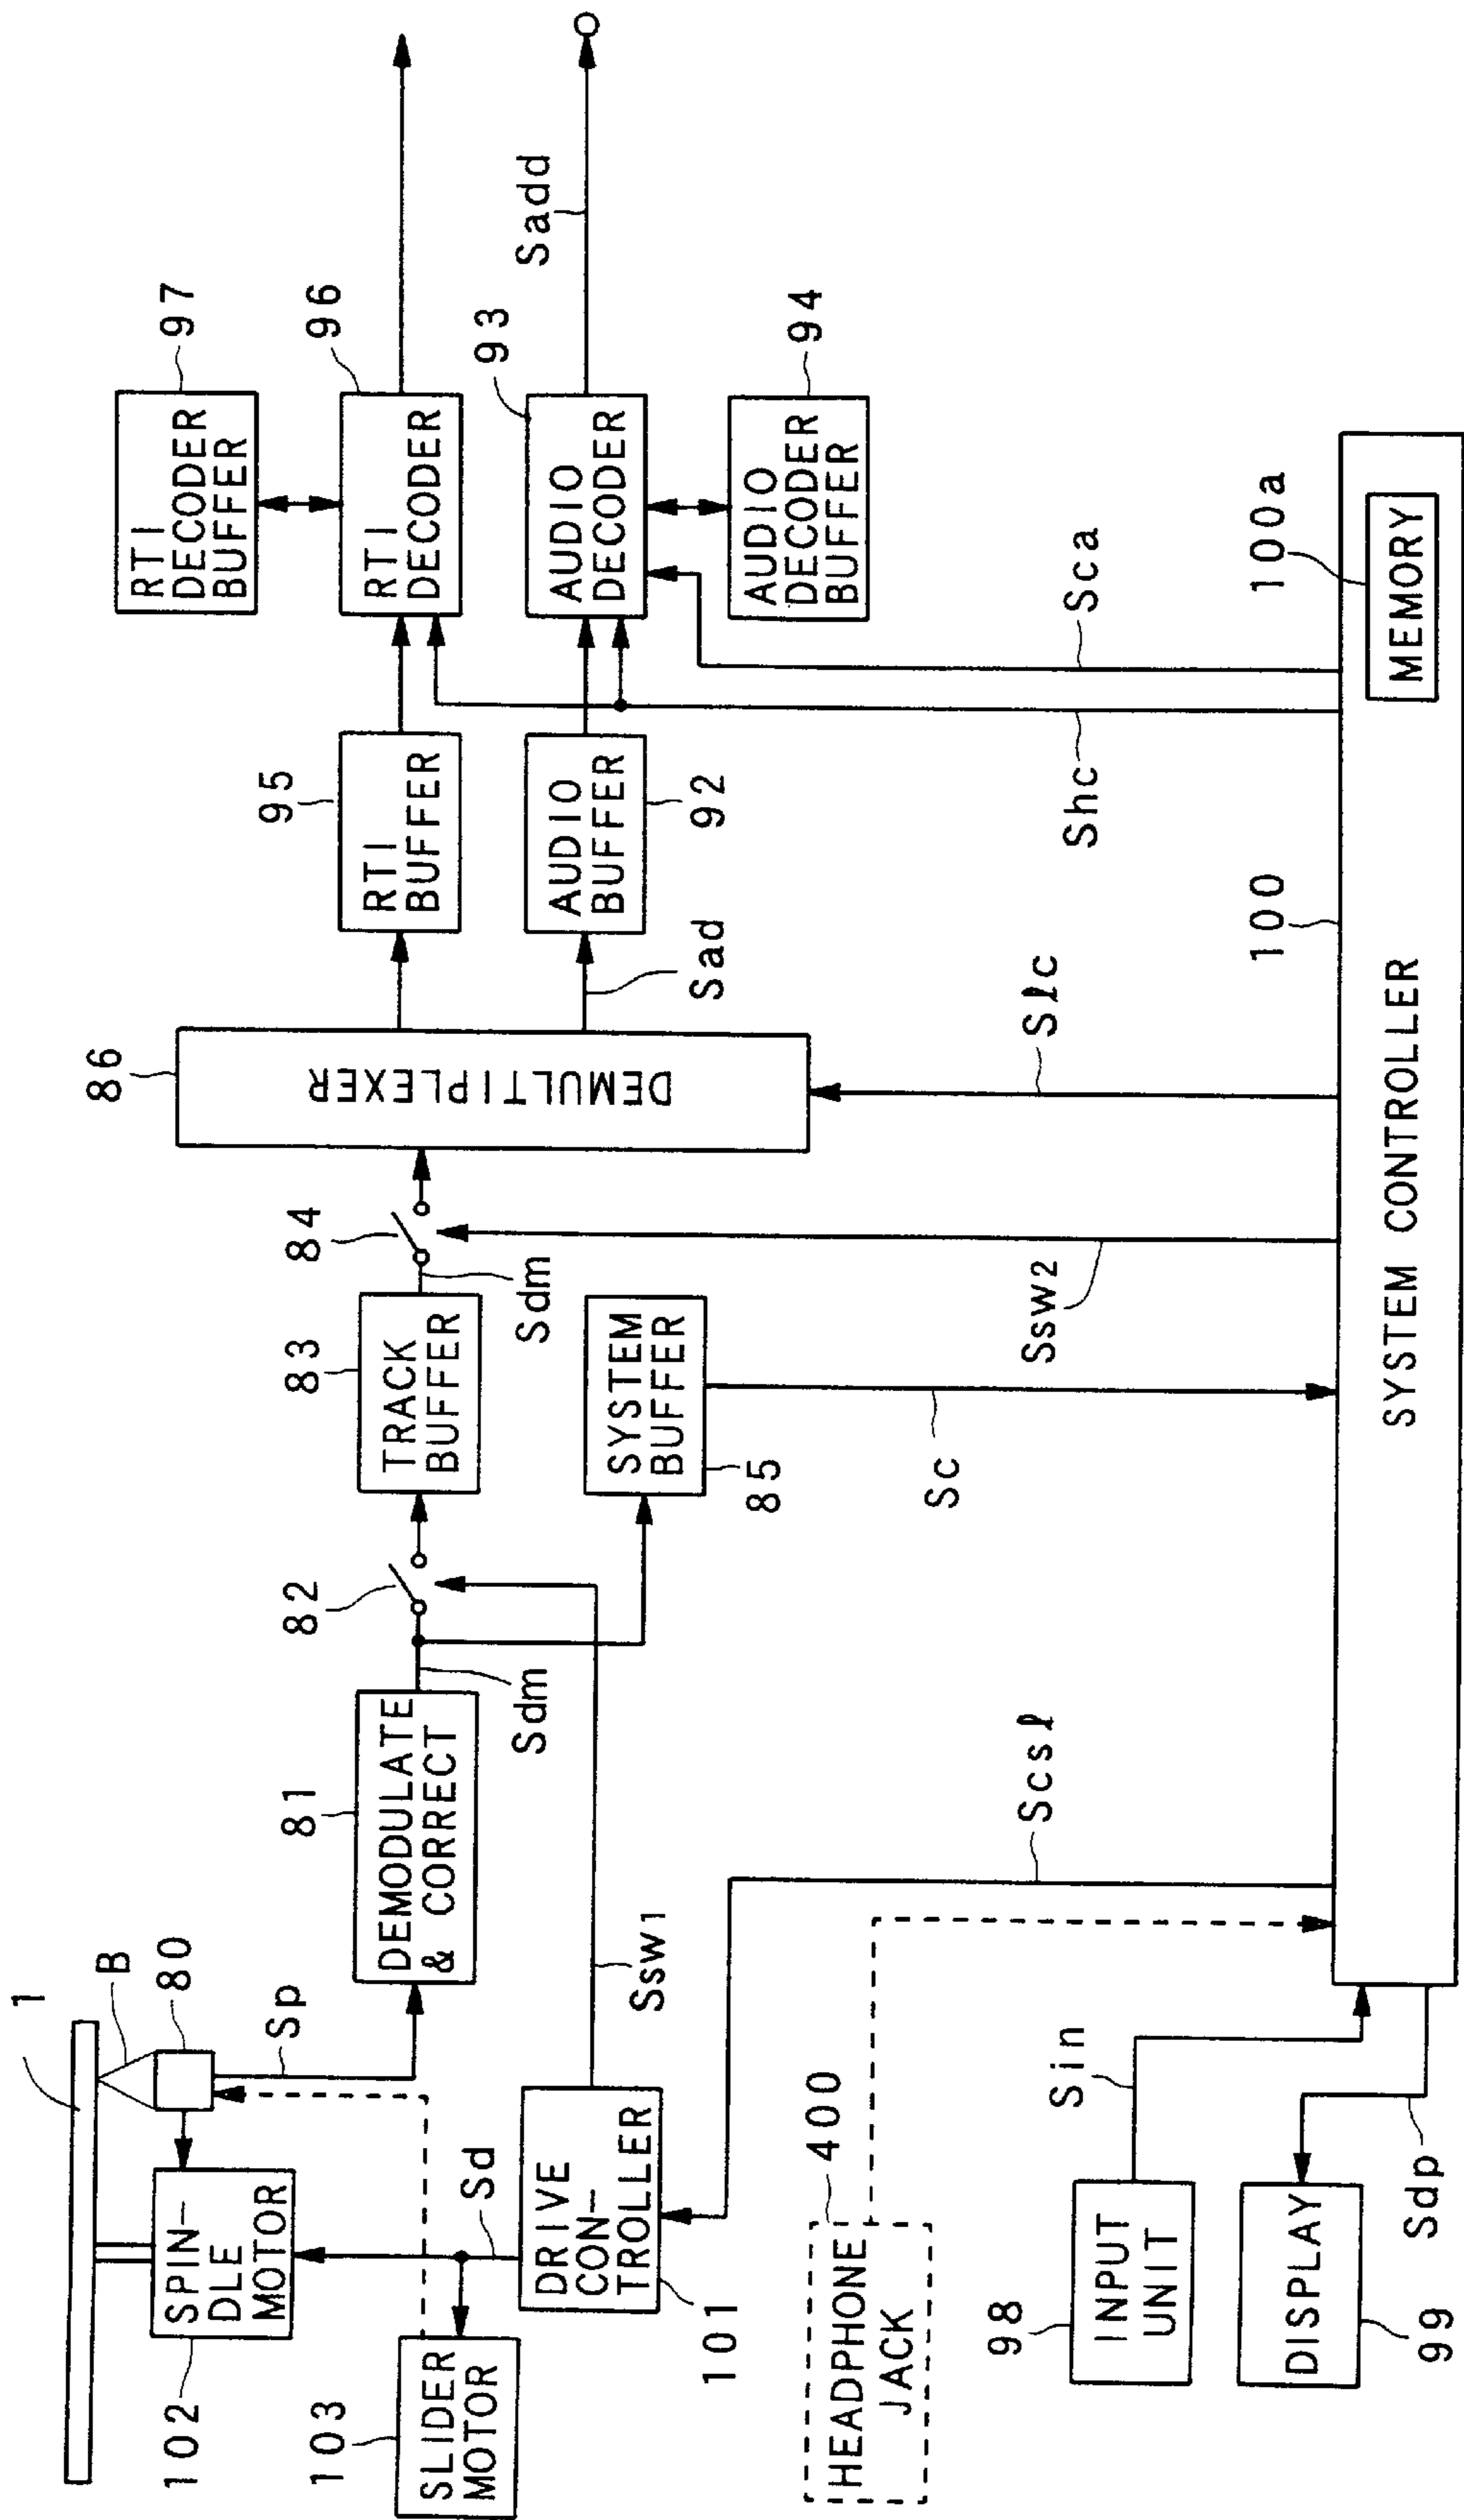 1
B
80
Sp
SPIN-
DLE
MOTOR
102
SLIDER
MOTOR
103
Sd
DRIVE
CON-
TROLLER
101
Ssw1
DEMODULATE
& CORRECT
81
Sdm
82
TRACK
BUFFER
83
Sdm
84
SYSTEM
BUFFER
85
Sc
DEMULTIPLEXER
86
Sad
RTI
BUFFER
95
AUDIO
BUFFER
92
RTI
DECODER
BUFFER
97
RTI
DECODER
96
AUDIO
DECODER
93
Sadd
AUDIO
DECODER
BUFFER
94
HEADPHONE
JACK
400
Scsl
Ssw2
Slc
Shc
Sca
INPUT
UNIT
98
Sin
DISPLAY
99
Sdp
SYSTEM CONTROLLER
100
MEMORY
100a